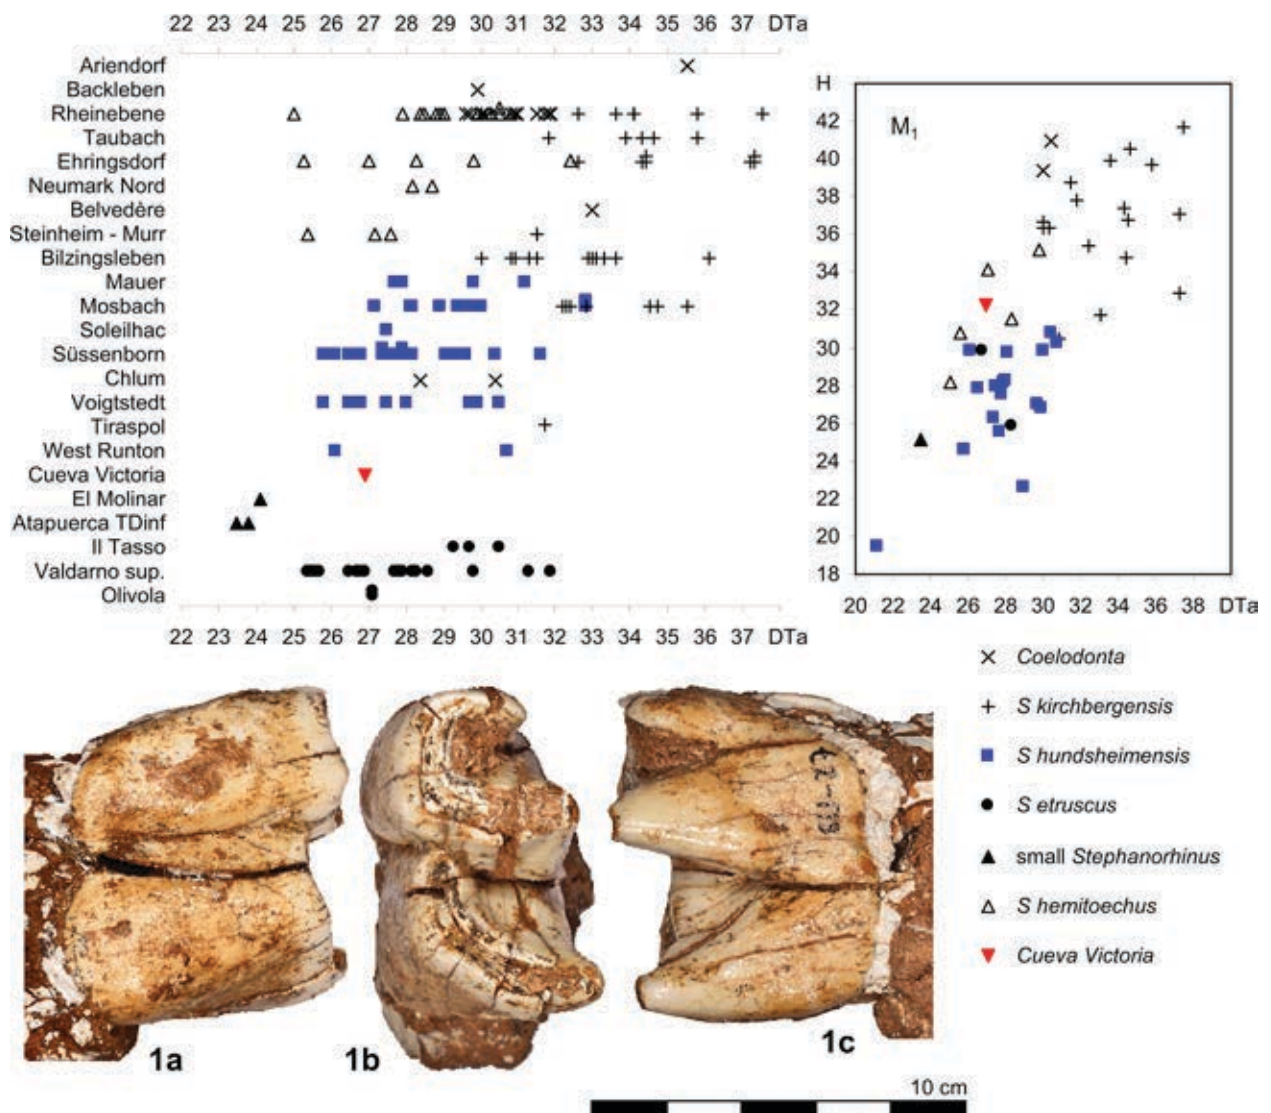 22 23 24 25 26 27 28 29 30 31 32 33 34 35 36 37 DTa
Ariendorf
Backleben
Rheinebene
Taubach
Ehringsdorf
Neumark Nord
Belvedère
Steinheim - Murr
Bilzingsleben
Mauer
Mosbach
Soleilhac
Süssenborn
Chlum
Voigtstedt
Tiraspol
West Runton
Cueva Victoria
El Molinar
Atapuerca TDinf
Il Tasso
Valdarno sup.
Olivola
22 23 24 25 26 27 28 29 30 31 32 33 34 35 36 37 DTa
H
M1
42
40
38
36
34
32
30
28
26
24
22
20
18
20 22 24 26 28 30 32 34 36 38 DTa
Coelodonta
S kirchbergensis
S hundsheimensis
S etruscus
small Stephanorhinus
S hemitoechus
Cueva Victoria
1a
1b
1c
10 cm